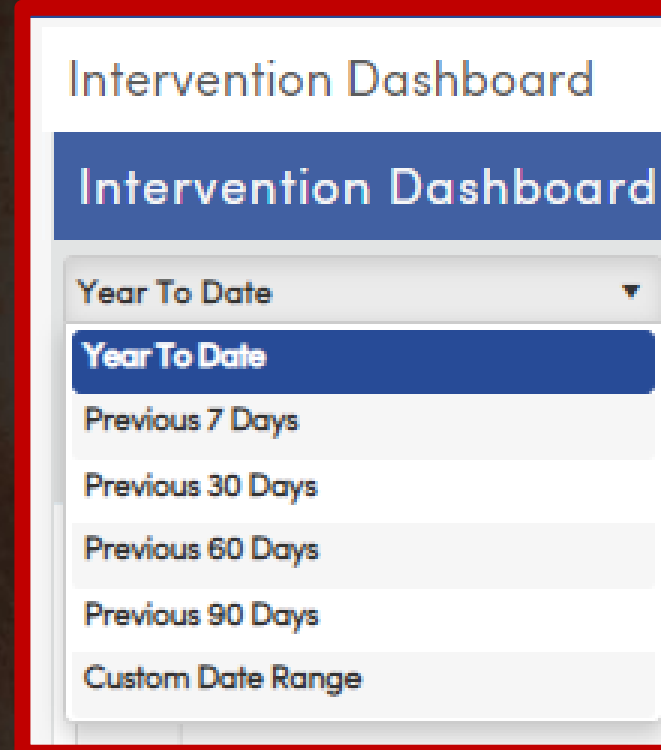 Intervention Dashboard
Intervention Dashboard
Year To Date
Year To Date
Previous 7 Days
Previous 30 Days
Previous 60 Days
Previous 90 Days
Custom Date Range